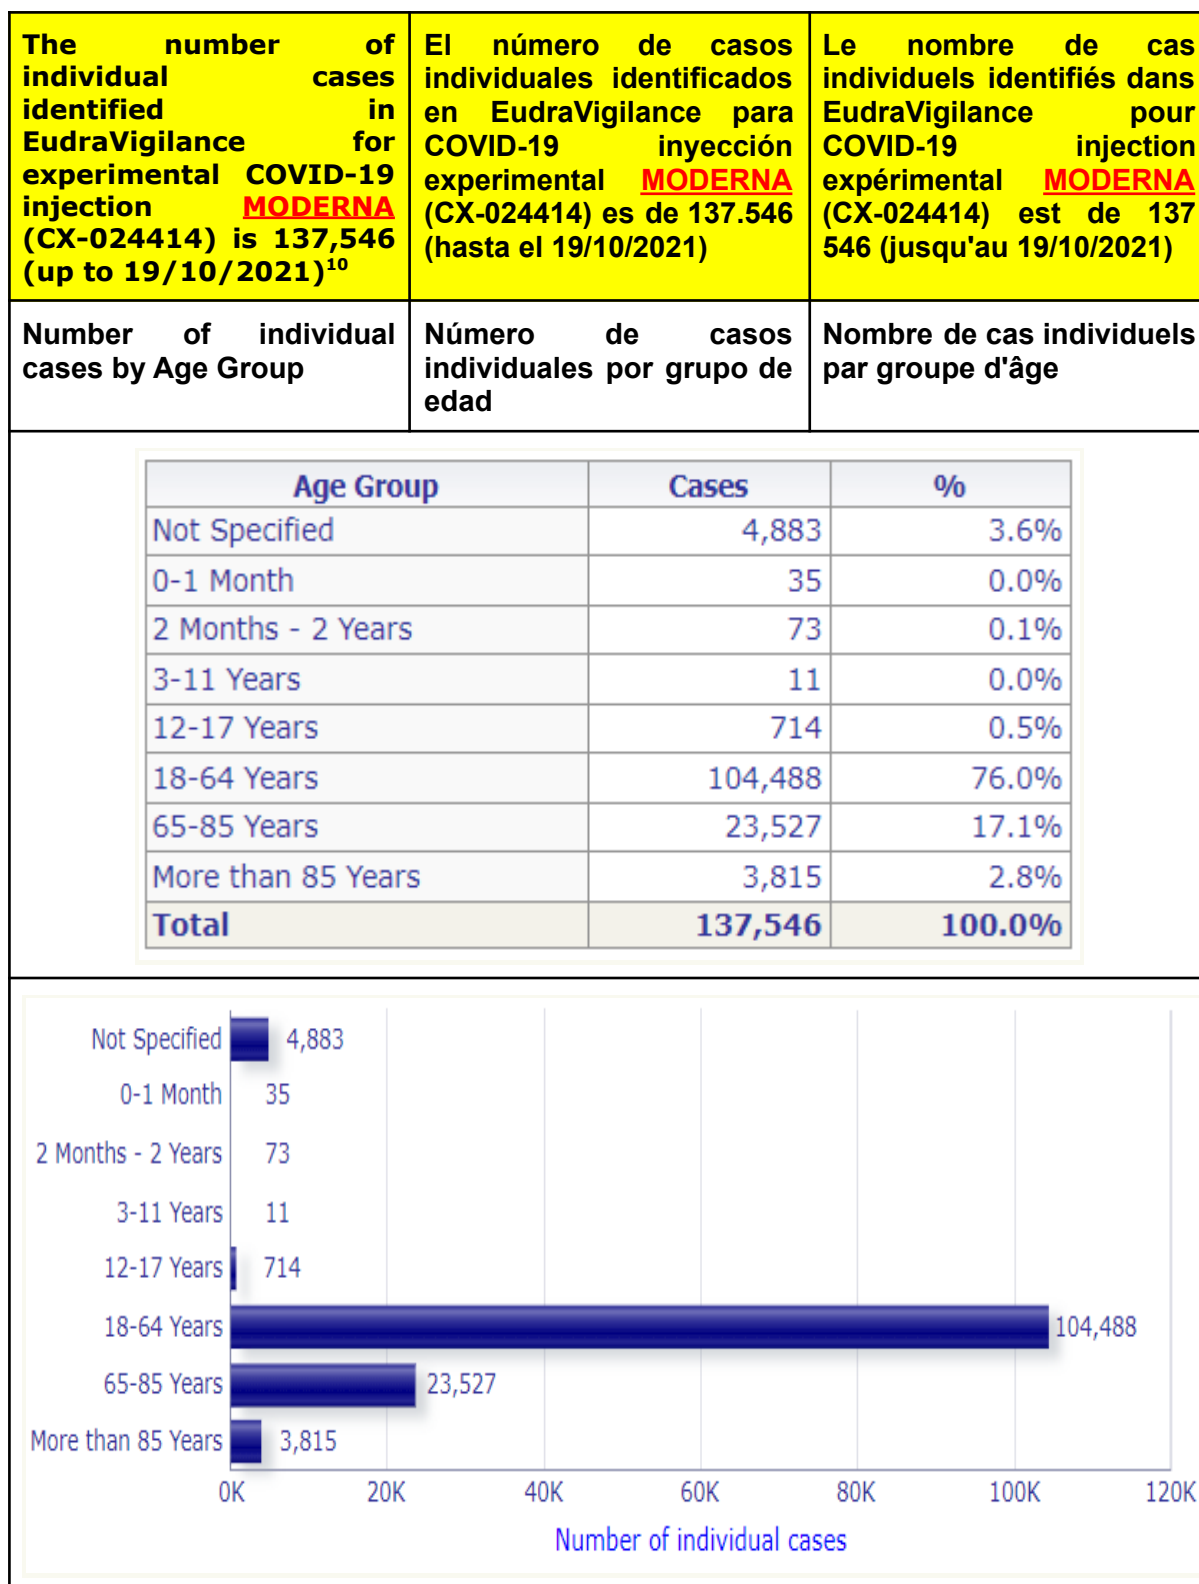 The number of
individual cases
identified in
EudraVigilance for
experimental COVID-19
injection MODERNA
(CX-024414) is 137,546
(up to 19/10/2021)10
El número de casos
individuales identificados
en EudraVigilance para
COVID-19 inyección
experimental MODERNA
(CX-024414) es de 137.546
(hasta el 19/10/2021)
Le nombre de cas
individuels identifiés dans
EudraVigilance pour
COVID-19 injection
expérimental MODERNA
(CX-024414) est de 137
546 (jusqu'au 19/10/2021)
Number of individual
cases by Age Group
Número de casos
individuales por grupo de
edad
Nombre de cas individuels
par groupe d'âge
Age Group Cases %
Not Specified 4,883 3.6%
0-1 Month 35 0.0%
2 Months - 2 Years 73 0.1%
3-11 Years 11 0.0%
12-17 Years 714 0.5%
18-64 Years 104,488 76.0%
65-85 Years 23,527 17.1%
More than 85 Years 3,815 2.8%
Total 137,546 100.0%
Not Specified 4,883
0-1 Month 35
2 Months - 2 Years 73
3-11 Years 11
12-17 Years 714
18-64 Years 104,488
65-85 Years 23,527
More than 85 Years 3,815
0K 20K 40K 60K 80K 100K 120K
Number of individual cases